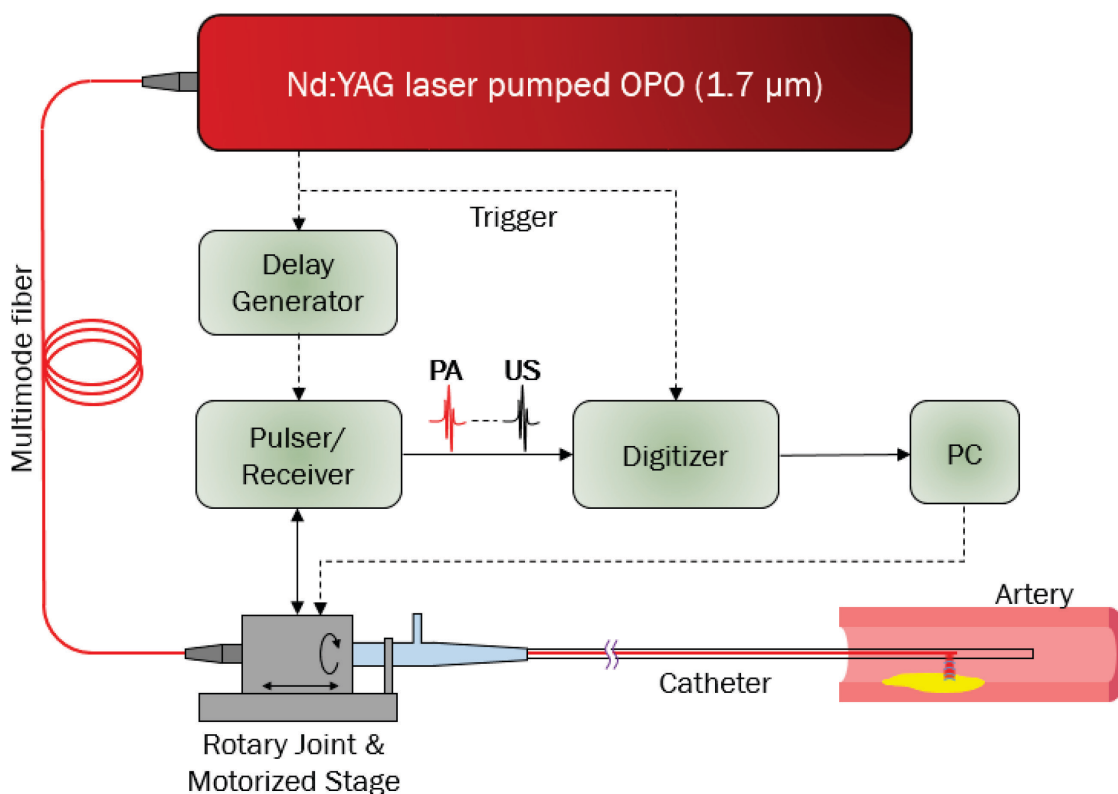 Nd:YAG laser pumped OPO (1.7 µm)
Trigger
Delay
Generator
Multimode fiber
PA
US
Pulser/
Receiver
Digitizer
PC
Artery
Catheter
Rotary Joint &
Motorized Stage